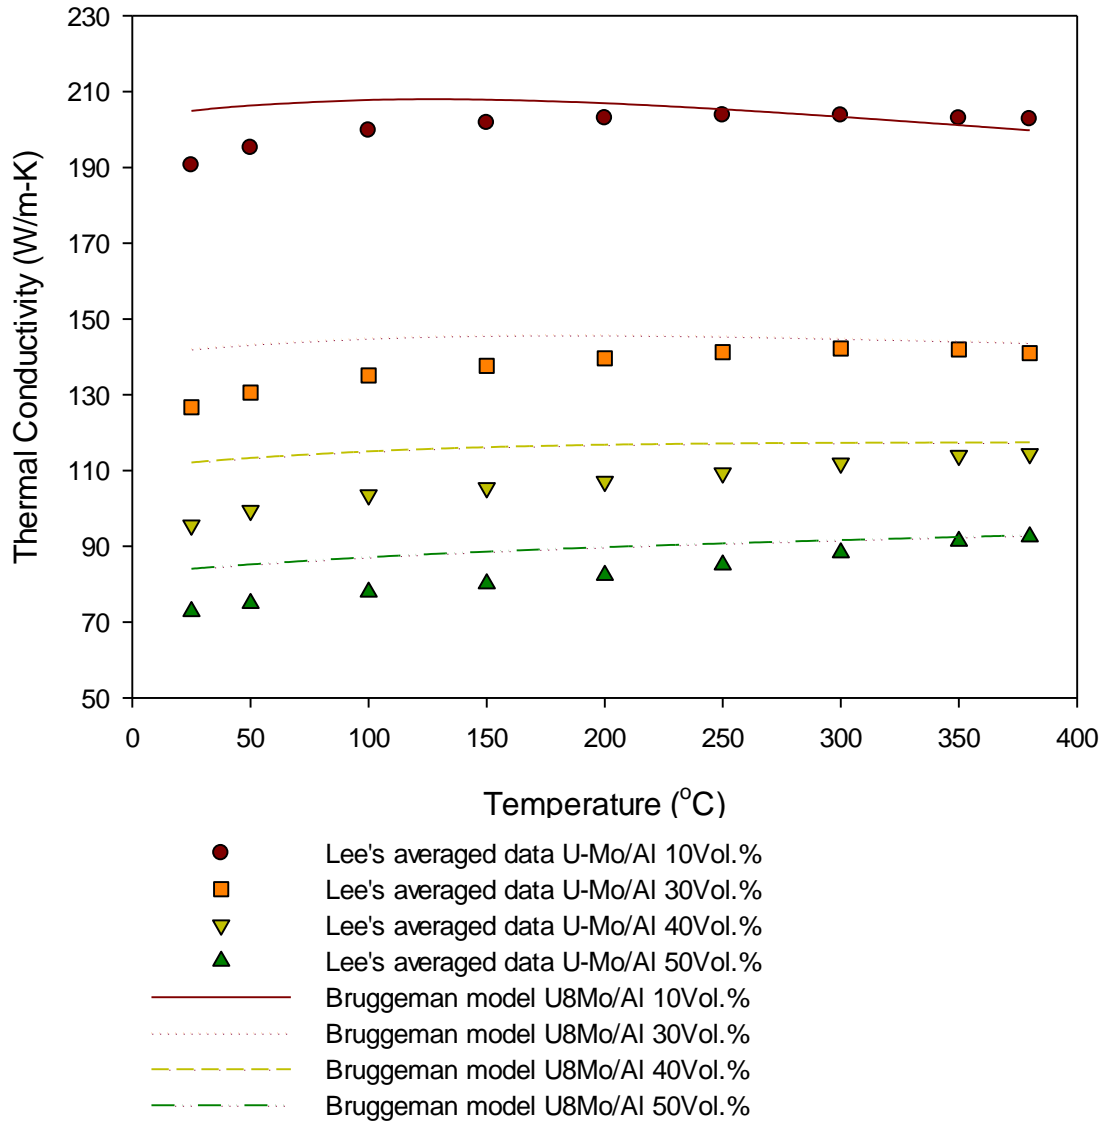 230
210
190
170
150
130
110
90
70
50
Thermal Conductivity (W/m-K)
0 50 100 150 200 250 300 350 400
Temperature (°C)
Lee's averaged data U-Mo/Al 10Vol.%
Lee's averaged data U-Mo/Al 30Vol.%
Lee's averaged data U-Mo/Al 40Vol.%
Lee's averaged data U-Mo/Al 50Vol.%
Bruggeman model U8Mo/Al 10Vol.%
Bruggeman model U8Mo/Al 30Vol.%
Bruggeman model U8Mo/Al 40Vol.%
Bruggeman model U8Mo/Al 50Vol.%